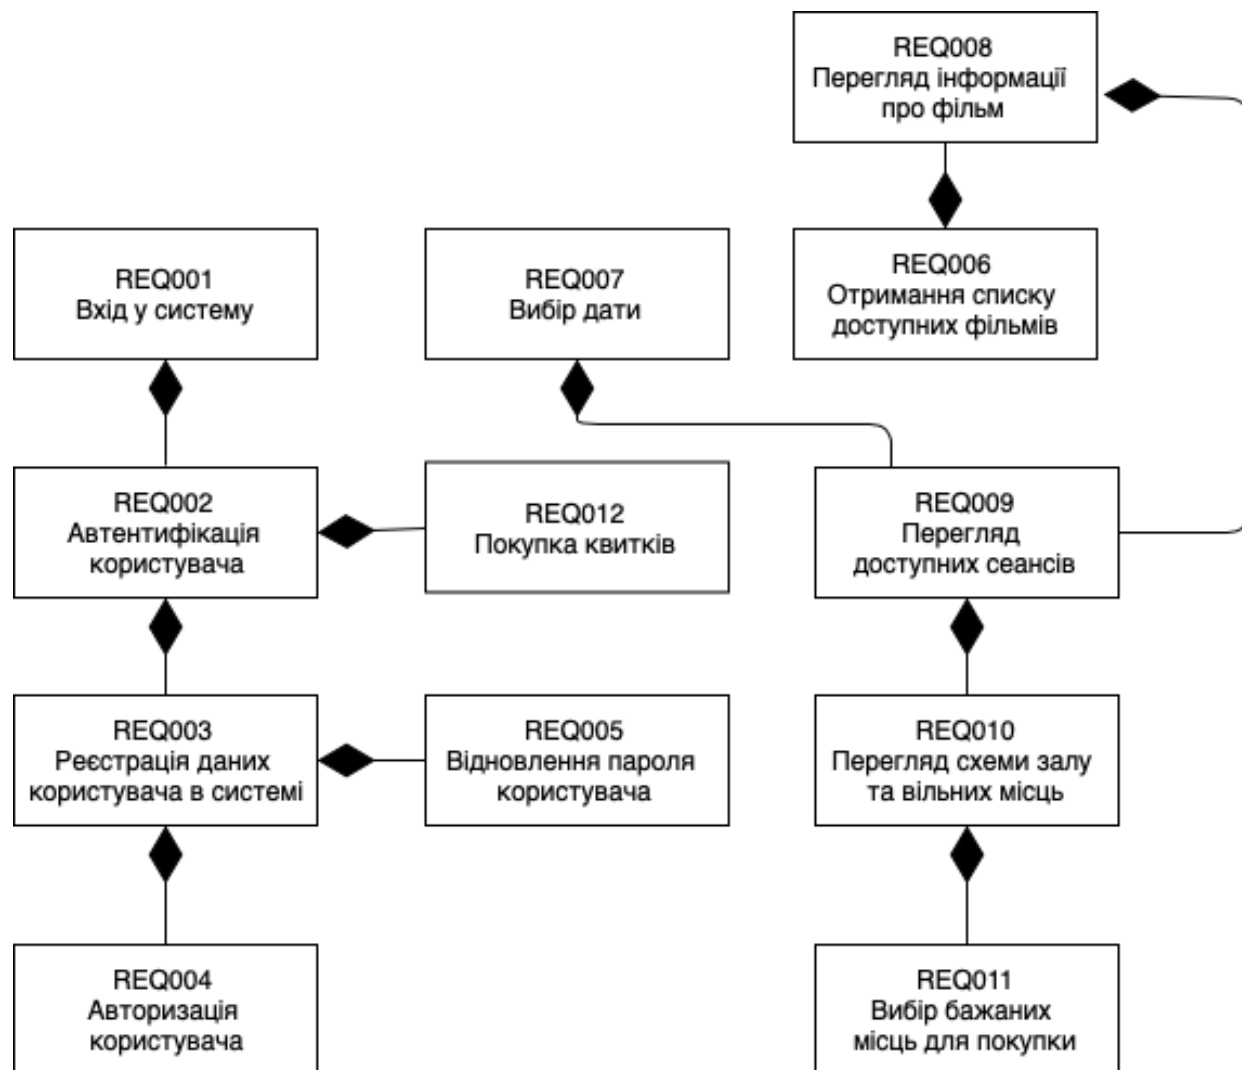 REQ008
Перегляд інформації
про фільм
REQ001
Вхід у систему
REQ007
Вибір дати
REQ006
Отримання списку
доступних фільмів
REQ002
Автентифікація
користувача
REQ012
Покупка квитків
REQ009
Перегляд
доступних сеансів
REQ003
Реєстрація даних
користувача в системі
REQ005
Відновлення пароля
користувача
REQ010
Перегляд схеми залу
та вільних місць
REQ004
Авторизація
користувача
REQ011
Вибір бажаних
місць для покупки